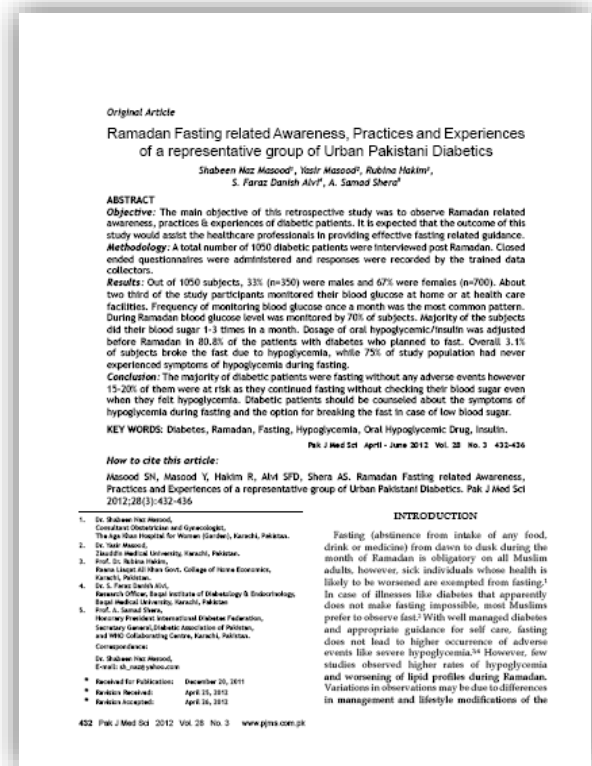 Original Article
Ramadan Fasting related Awareness, Practices and Experiences
of a representative group of Urban Pakistani Diabetics
Shabeen Naz Masood¹, Yasir Masood², Rubina Hakim³,
S. Faraz Danish Alvi⁴, A. Samad Shera⁵
ABSTRACT
Objective: The main objective of this retrospective study was to observe Ramadan related
awareness, practices & experiences of diabetic patients. It is expected that the outcome of this
study would assist the healthcare professionals in providing effective fasting related guidance.
Methodology: A total number of 1050 diabetic patients were interviewed post Ramadan. Closed
ended questionnaires were administered and responses were recorded by the trained data
collectors.
Results: Out of 1050 subjects, 33% (n=350) were males and 67% were females (n=700). About
two third of the study participants monitored their blood glucose at home or at health care
facilities. Frequency of monitoring blood glucose once a month was the most common pattern.
During Ramadan blood glucose level was monitored by 70% of subjects. Majority of the subjects
did their blood sugar 1-3 times in a month. Dosage of oral hypoglycemic/insulin was adjusted
before Ramadan in 80.8% of the patients with diabetes who planned to fast. Overall 3.1%
of subjects broke the fast due to hypoglycemia, while 75% of study population had never
experienced symptoms of hypoglycemia during fasting.
Conclusion: The majority of diabetic patients were fasting without any adverse events however
15-20% of them were at risk as they continued fasting without checking their blood sugar even
when they felt hypoglycemia. Diabetic patients should be counseled about the symptoms of
hypoglycemia during fasting and the option for breaking the fast in case of low blood sugar.
KEY WORDS: Diabetes, Ramadan, Fasting, Hypoglycemia, Oral Hypoglycemic Drug, Insulin.
Pak J Med Sci April - June 2012 Vol. 28 No. 3 432-436
How to cite this article:
Masood SN, Masood Y, Hakim R, Alvi SFD, Shera AS. Ramadan Fasting related Awareness,
Practices and Experiences of a representative group of Urban Pakistani Diabetics. Pak J Med Sci
2012;28(3):432-436
1. Dr. Shabeen Naz Masood,
Consultant Obstetrician and Gynecologist,
The Aga Khan Hospital for Women (Garden), Karachi, Pakistan.
2. Dr. Yasir Masood,
Ziauddin Medical University, Karachi, Pakistan.
3. Prof. Dr. Rubina Hakim,
Raana Liaqat Ali Khan Govt. College of Home Economics,
Karachi, Pakistan.
4. Dr. S. Faraz Danish Alvi,
Research Officer, Baqai Institute of Diabetology & Endocrinology,
Baqai Medical University, Karachi, Pakistan
5. Prof. A. Samad Shera,
Honorary President International Diabetes Federation,
Secretary General, Diabetic Association of Pakistan,
and WHO Collaborating Centre, Karachi, Pakistan.
Correspondence:
Dr. Shabeen Naz Masood,
E-mail: sh_naz@yahoo.com
* Received for Publication: December 20, 2011
* Revision Received: April 25, 2012
* Revision Accepted: April 26, 2012
INTRODUCTION
Fasting (abstinence from intake of any food,
drink or medicine) from dawn to dusk during the
month of Ramadan is obligatory on all Muslim
adults, however, sick individuals whose health is
likely to be worsened are exempted from fasting.¹
In case of illnesses like diabetes that apparently
does not make fasting impossible, most Muslims
prefer to observe fast.² With well managed diabetes
and appropriate guidance for self care, fasting
does not lead to higher occurrence of adverse
events like severe hypoglycemia. However, few
studies observed higher rates of hypoglycemia
and worsening of lipid profiles during Ramadan.
Variations in observations may be due to differences
in management and lifestyle modifications of the
432 Pak J Med Sci 2012 Vol. 28 No. 3 www.pjms.com.pk